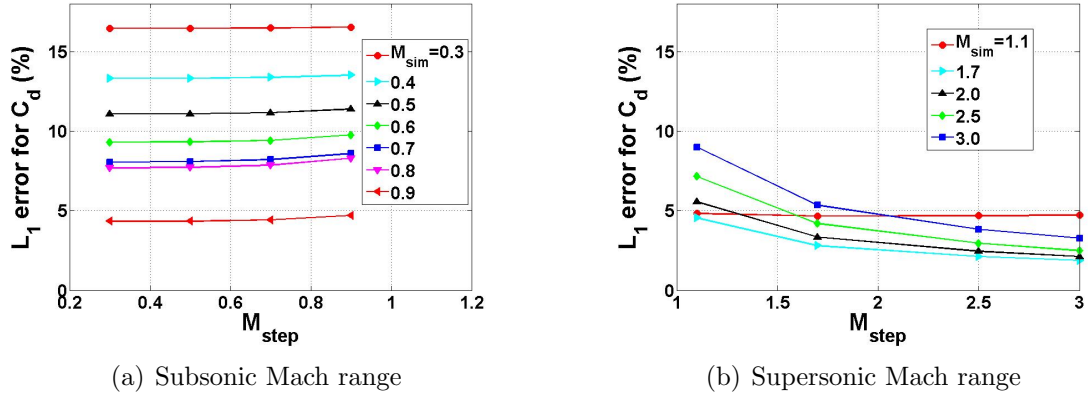 L1 error for Cd (%)
15
10
5
0
0.2 0.4 0.6 0.8 1 1.2
Mstep
Msim=0.3
0.4
0.5
0.6
0.7
0.8
0.9
(a) Subsonic Mach range
L1 error for Cd (%)
15
10
5
0
1 1.5 2 2.5 3
Mstep
Msim=1.1
1.7
2.0
2.5
3.0
(b) Supersonic Mach range